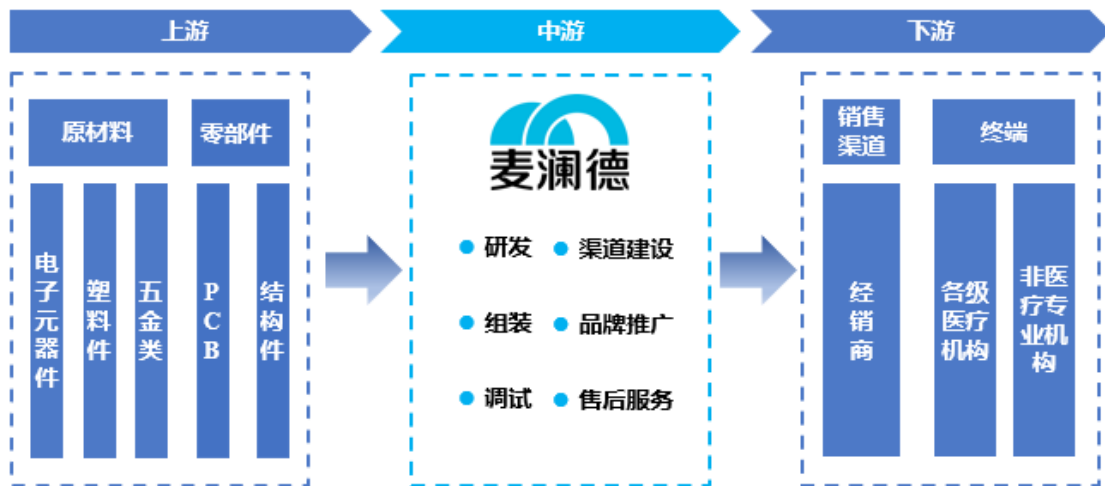 上游
中游
下游
原材料
零部件
电子元器件
塑料件
五金类
PCB
结构件
麦澜德
研发
渠道建设
组装
品牌推广
调试
售后服务
销售
渠道
终端
经销商
各级
医疗
机构
非医
疗专
业机
构